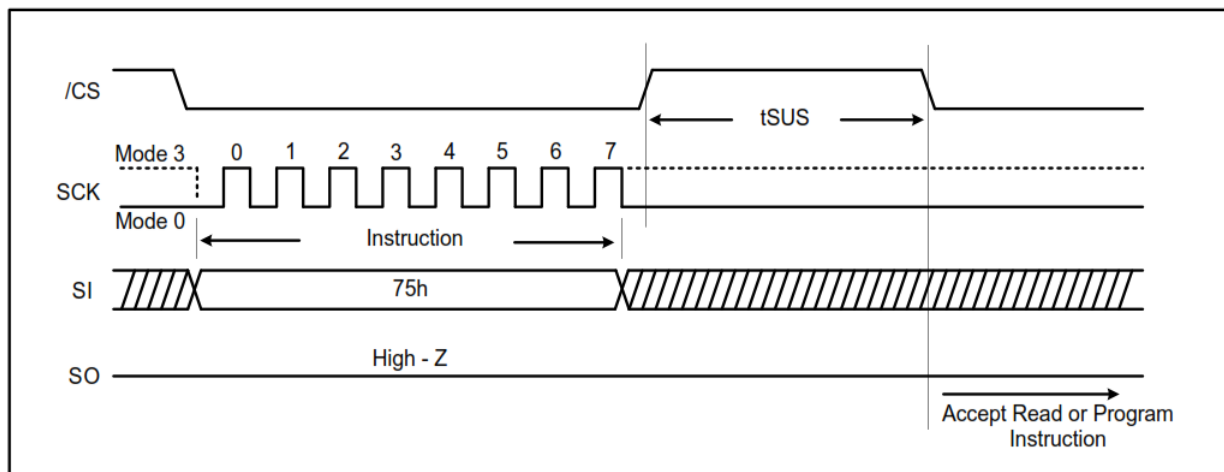 /CS
tSUS
Mode 3
0 1 2 3 4 5 6 7
SCK
Mode 0
Instruction
SI
75h
High - Z
SO
Accept Read or Program
Instruction